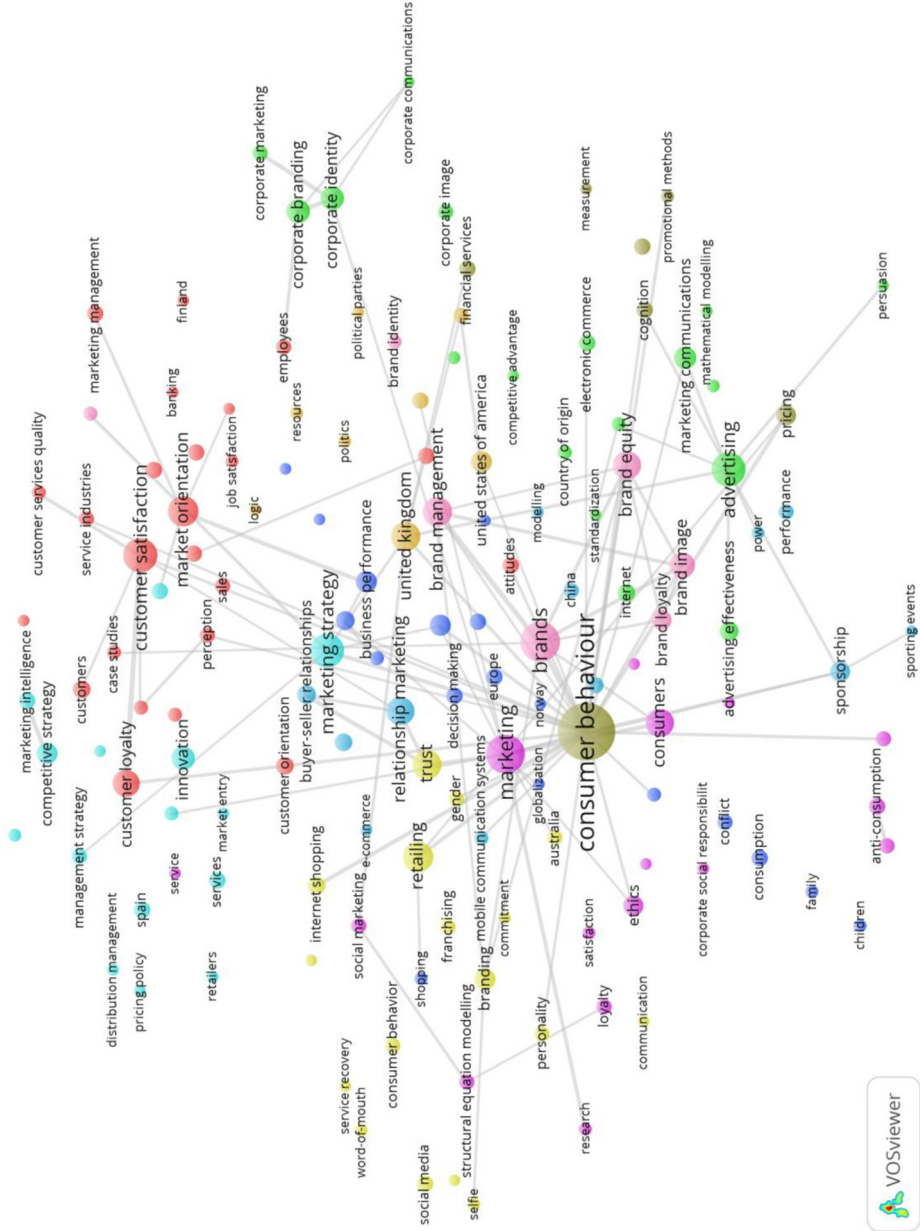 marketing intelligence
customer services quality
competitive strategy
customers
service industries
management strategy
marketing management
case studies
distribution management
customer loyalty
customer satisfaction
pricing policy
spain
service
banking
innovation
market orientation
finland
perception
retailers
services
market entry
sales
job satisfaction
logic
corporate marketing
customer orientation
employees
buyer-seller relationships
resources
corporate branding
internet shopping
marketing strategy
corporate identity
service recovery
politics
word-of-mouth
social marketing
e-commerce
business performance
political parties
consumer behavior
relationship marketing
brand identity
united kingdom
corporate communications
retailing
shopping
social media
trust
brand management
franchising
decision making
corporate image
gender
structural equation modelling
financial services
selfie
branding
mobile communication systems
europe
united states of america
commitment
marketing
attitudes
competitive advantage
modelling
personality
norway
globalization
brands
australia
country of origin
china
research
satisfaction
consumer behaviour
electronic commerce
measurement
standardization
loyalty
internet
brand equity
ethics
communication
cognition
consumers
brand loyalty
promotional methods
brand image
marketing communications
corporate social responsibilit
mathematical modelling
conflict
advertising effectiveness
advertising
consumption
power
pricing
performance
family
sponsorship
children
anti-consumption
persuasion
sporting events
VOSviewer